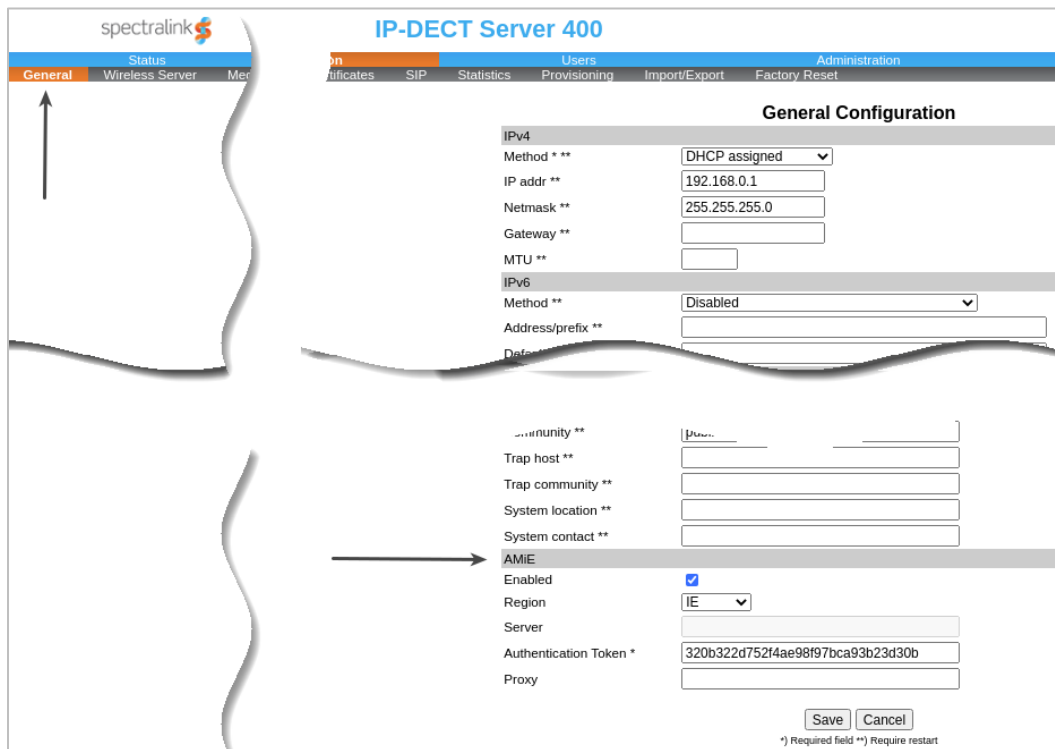 spectralink
IP-DECT Server 400
Status on Users Administration
General Wireless Server Me tificates SIP Statistics Provisioning Import/Export Factory Reset
General Configuration
IPv4
Method * ** DHCP assigned
IP addr ** 192.168.0.1
Netmask ** 255.255.255.0
Gateway **
MTU **
IPv6
Method ** Disabled
Address/prefix **
**
Trap host **
Trap community **
System location **
System contact **
AMiE
Enabled
Region IE
Server
Authentication Token * 320b322d752f4ae98f97bca93b23d30b
Proxy
Save Cancel
*) Required field **) Require restart